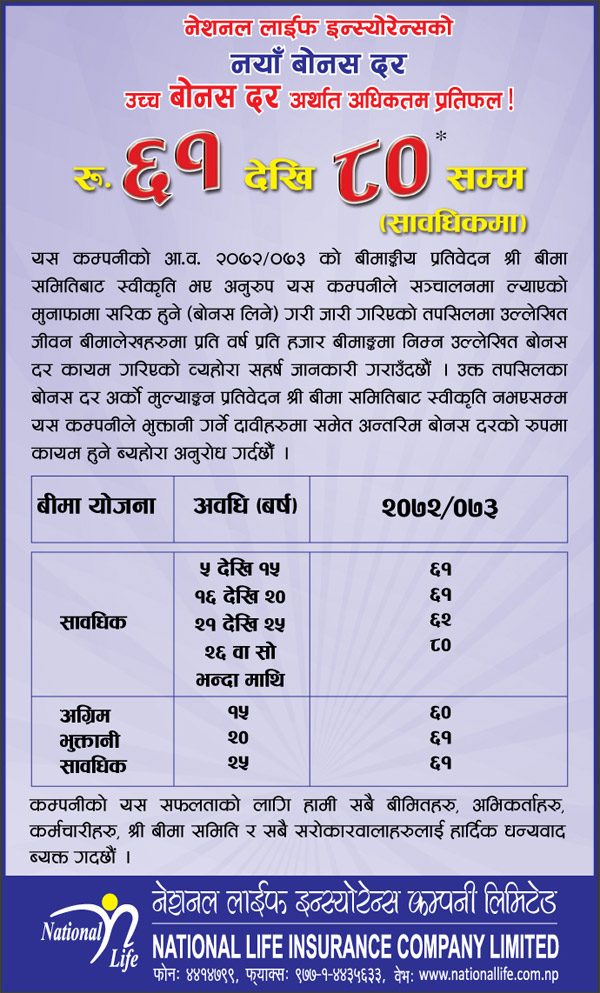 नेशनल लाईफ इन्स्योरेन्सको
नयाँ बोनस दर
उच्च बोनस दर अर्थात अधिकतम प्रतिफल !
रु. ६१ देखि ८०* सम्म
(सावधिकमा)
यस कम्पनीको आ.व. २०७२/०७३ को बीमाङ्कीय प्रतिवेदन श्री बीमा
समितिबाट स्वीकृति भए अनुरुप यस कम्पनीले सञ्चालनमा ल्याएको
मुनाफामा सरिक हुने (बोनस लिने) गरी जारी गरिएको तपसिलमा उल्लेखित
जीवन बीमालेखहरुमा प्रति वर्ष प्रति हजार बीमाङ्कमा निम्न उल्लेखित बोनस
दर कायम गरिएको व्यहोरा सहर्ष जानकारी गराउँदछौं । उक्त तपसिलका
बोनस दर अर्को मुल्याङ्कन प्रतिवेदन श्री बीमा समितिबाट स्वीकृति नभएसम्म
यस कम्पनीले भुक्तानी गर्ने दावीहरुमा समेत अन्तरिम बोनस दरको रुपमा
कायम हुने ब्यहोरा अनुरोध गर्दछौं ।
बीमा योजना अवधि (बर्ष) २०७२/०७३
५ देखि १५ ६१
१६ देखि २० ६१
सावधिक २१ देखि २५ ६२
२६ वा सो ८०
भन्दा माथि
अग्रिम १५ ६०
भुक्तानी २० ६१
सावधिक २५ ६१
कम्पनीको यस सफलताको लागि हामी सबै बीमितहरु, अभिकर्ताहरु,
कर्मचारीहरु, श्री बीमा समिति र सबै सरोकारवालाहरुलाई हार्दिक धन्यवाद
ब्यक्त गदछौं ।
National Life
नेशनल लाईफ इन्स्योरेन्स कम्पनी लिमिटेड
NATIONAL LIFE INSURANCE COMPANY LIMITED
फोनः ४४१४७९९, फ्याक्सः ९७७-१-४४३५६३३, वेभः www.nationallife.com.np